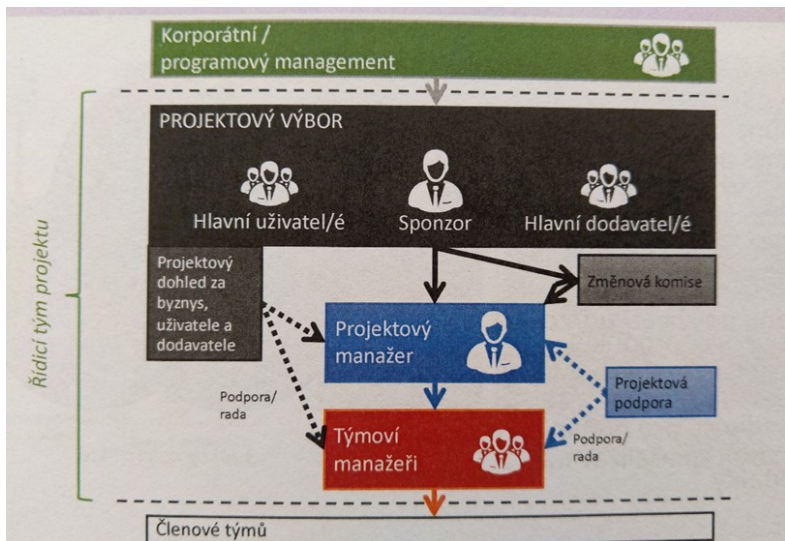 Korporátní /
programový management
PROJEKTOVÝ VÝBOR
Hlavní uživatel/é
Sponzor
Hlavní dodavatel/é
Řídicí tým projektu
Projektový
dohled za
byznys,
uživatele a
dodavatele
Změnová komise
Projektový
manažer
Projektová
podpora
Podpora/
rada
Týmoví
manažeři
Podpora/
rada
Členové týmů